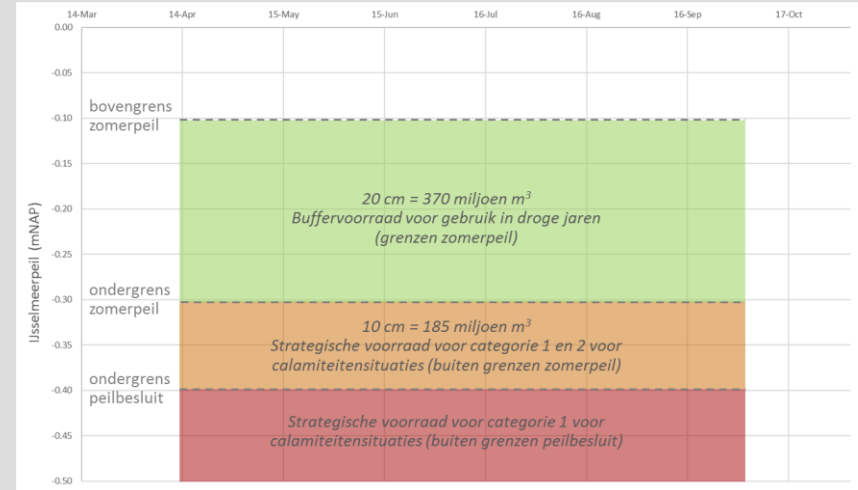 14-Mar 14-Apr 15-May 15-Jun 16-Jul 16-Aug 16-Sep 17-Oct
0.00
-0.05
-0.10
-0.15
-0.20
-0.25
-0.30
-0.35
-0.40
-0.45
-0.50
IJsselmeerpeil (mNAP)
bovengrens
zomerpeil
20 cm = 370 miljoen m³
Buffervoorraad voor gebruik in droge jaren
(grenzen zomerpeil)
ondergrens
zomerpeil
10 cm = 185 miljoen m³
Strategische voorraad voor categorie 1 en 2 voor
calamiteitensituaties (buiten grenzen zomerpeil)
ondergrens
peilbesluit
Strategische voorraad voor categorie 1 voor
calamiteitensituaties (buiten grenzen peilbesluit)